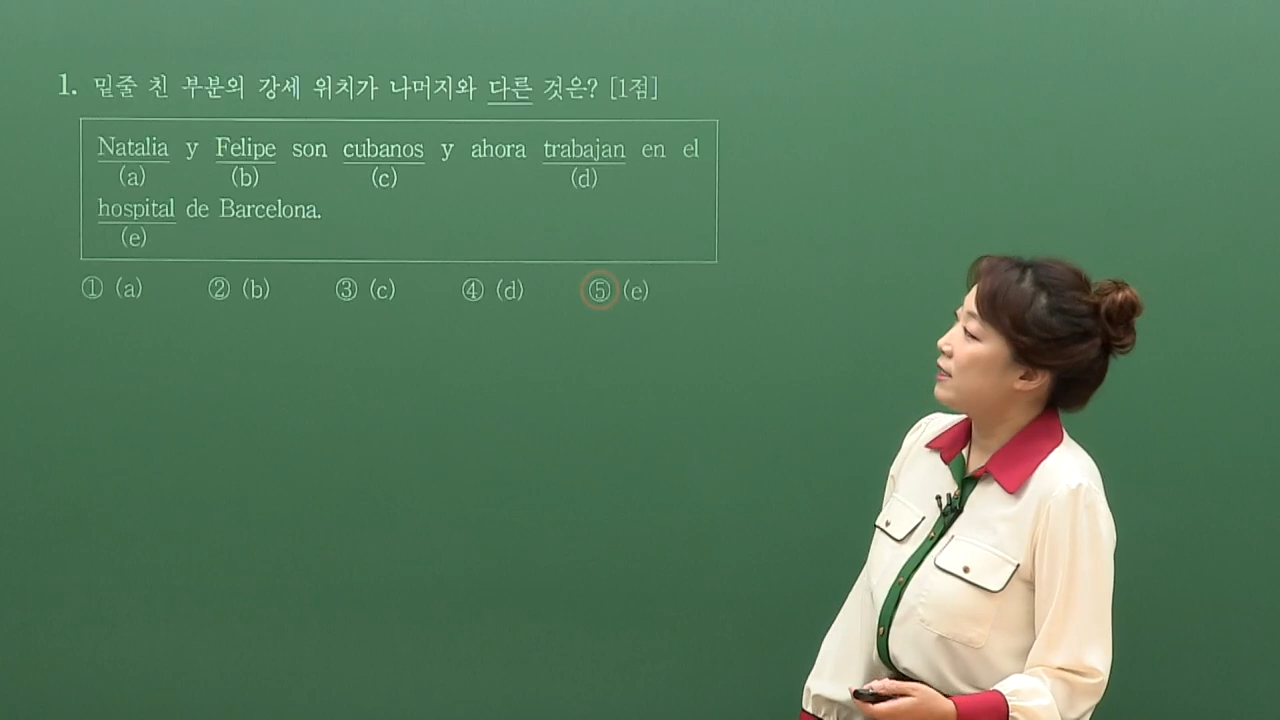 1. 밑줄 친 부분의 강세 위치가 나머지와 다른 것은? [1점]
Natalia y Felipe son cubanos y ahora trabajan en el
(a) (b) (c) (d)
hospital de Barcelona.
(e)
① (a) ② (b) ③ (c) ④ (d) ⑤ (e)